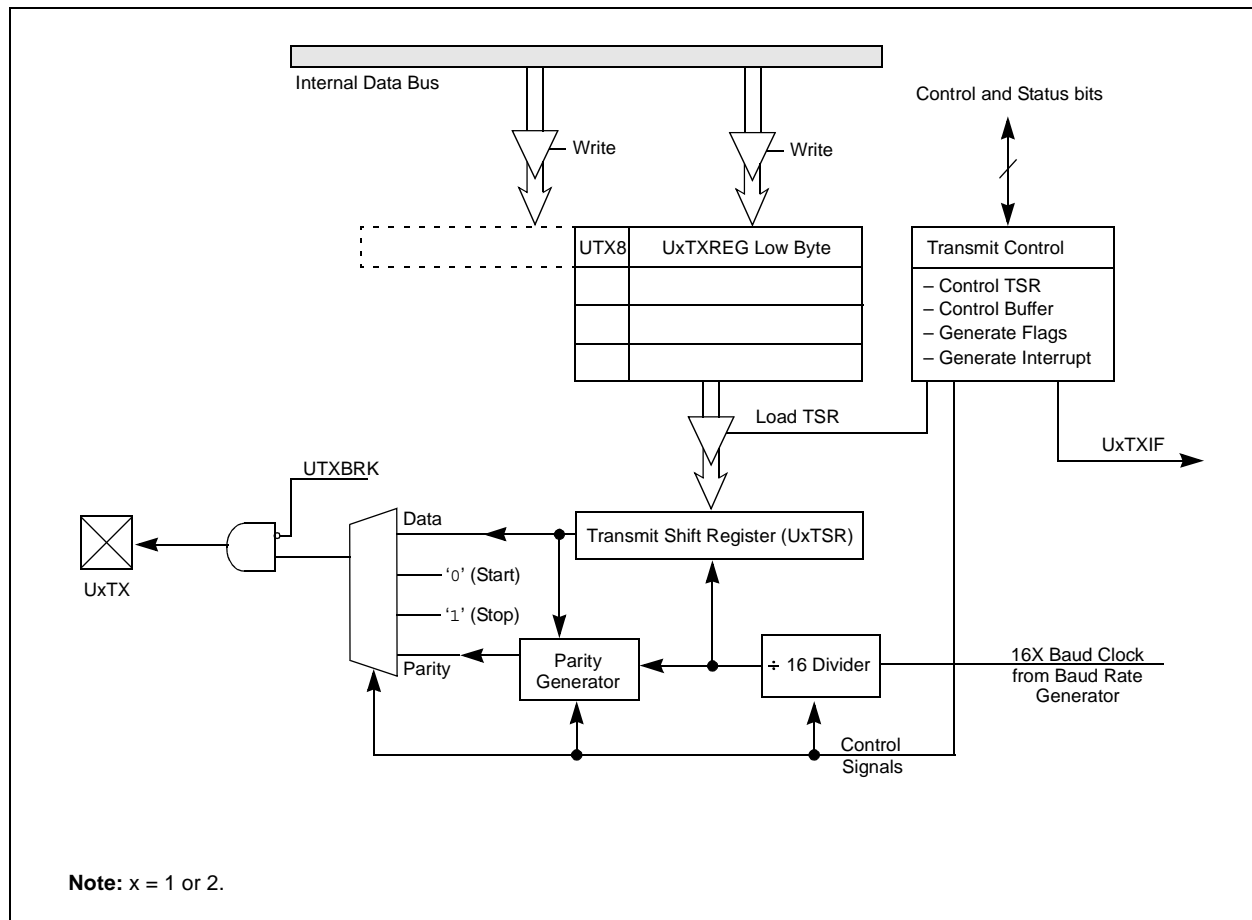 Internal Data Bus
Control and Status bits
Write
Write
UTX8
UxTXREG Low Byte
Transmit Control
– Control TSR
– Control Buffer
– Generate Flags
– Generate Interrupt
Load TSR
UxTXIF
UTXBRK
Data
Transmit Shift Register (UxTSR)
UxTX
‘0’ (Start)
‘1’ (Stop)
Parity
Parity
Generator
÷ 16 Divider
16X Baud Clock
from Baud Rate
Generator
Control
Signals
Note: x = 1 or 2.